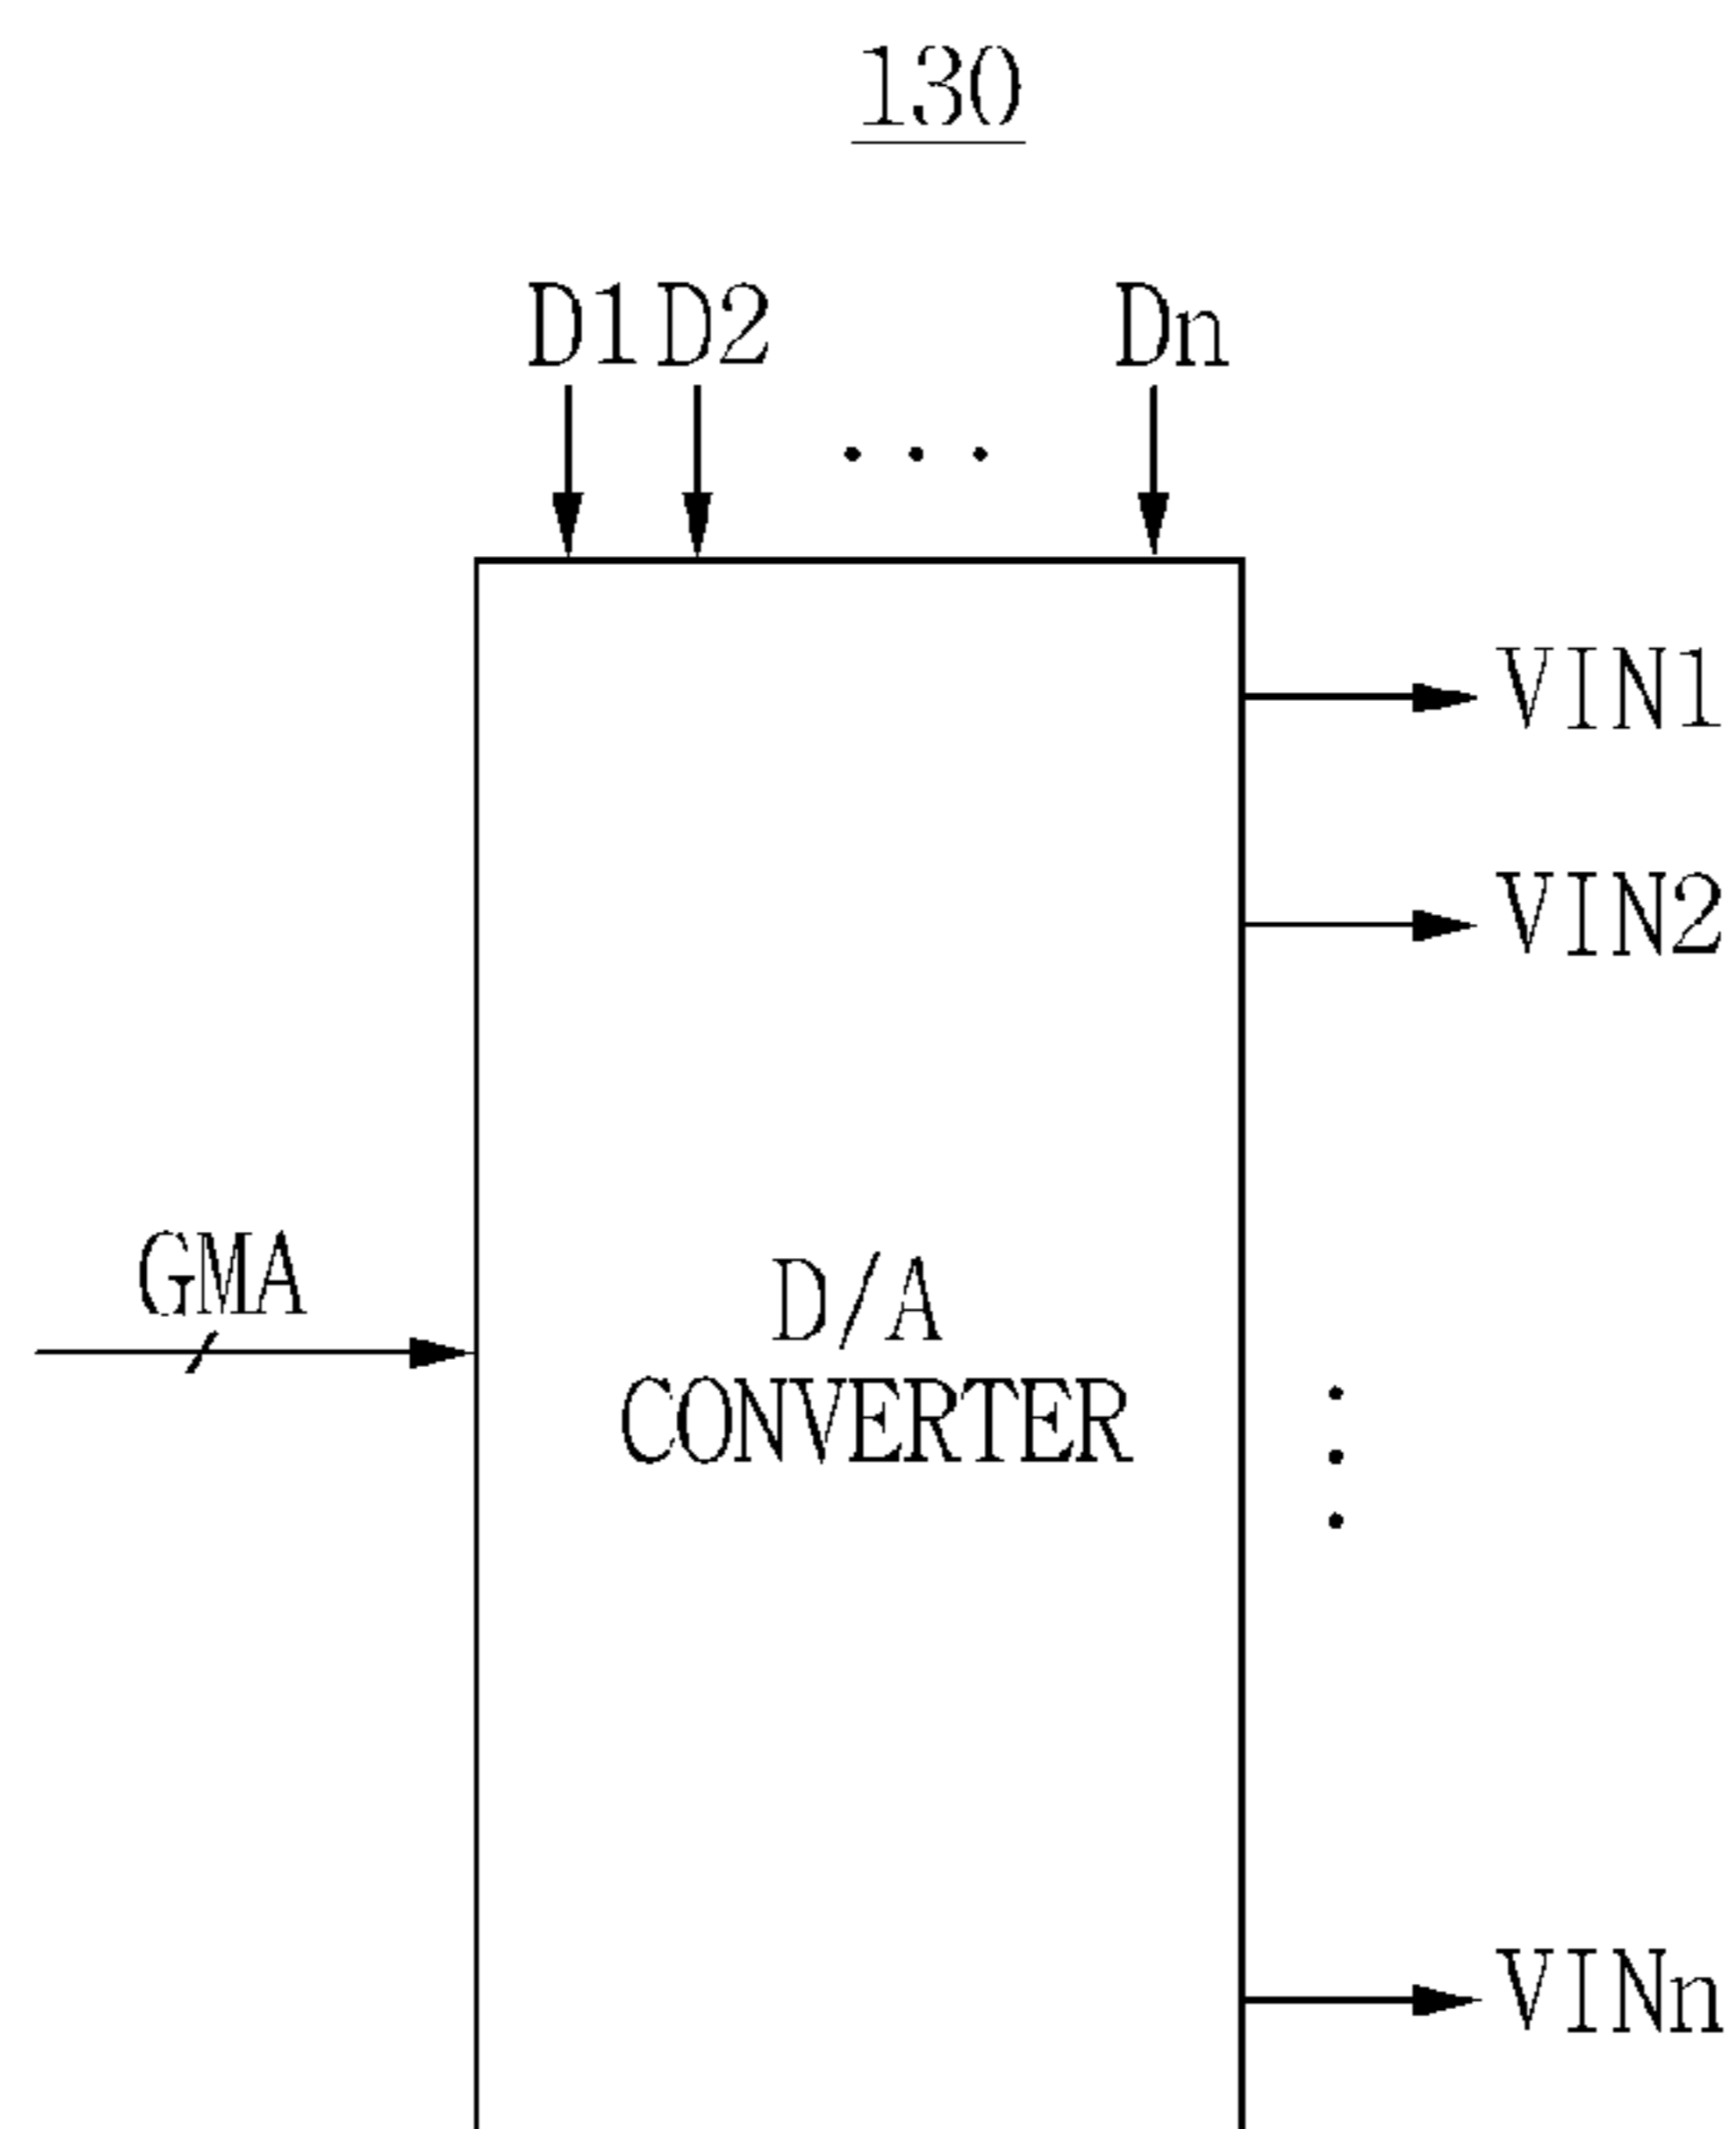 130
D1 D2 ... Dn
VIN1
VIN2
GMA
D/A
CONVERTER
VINn